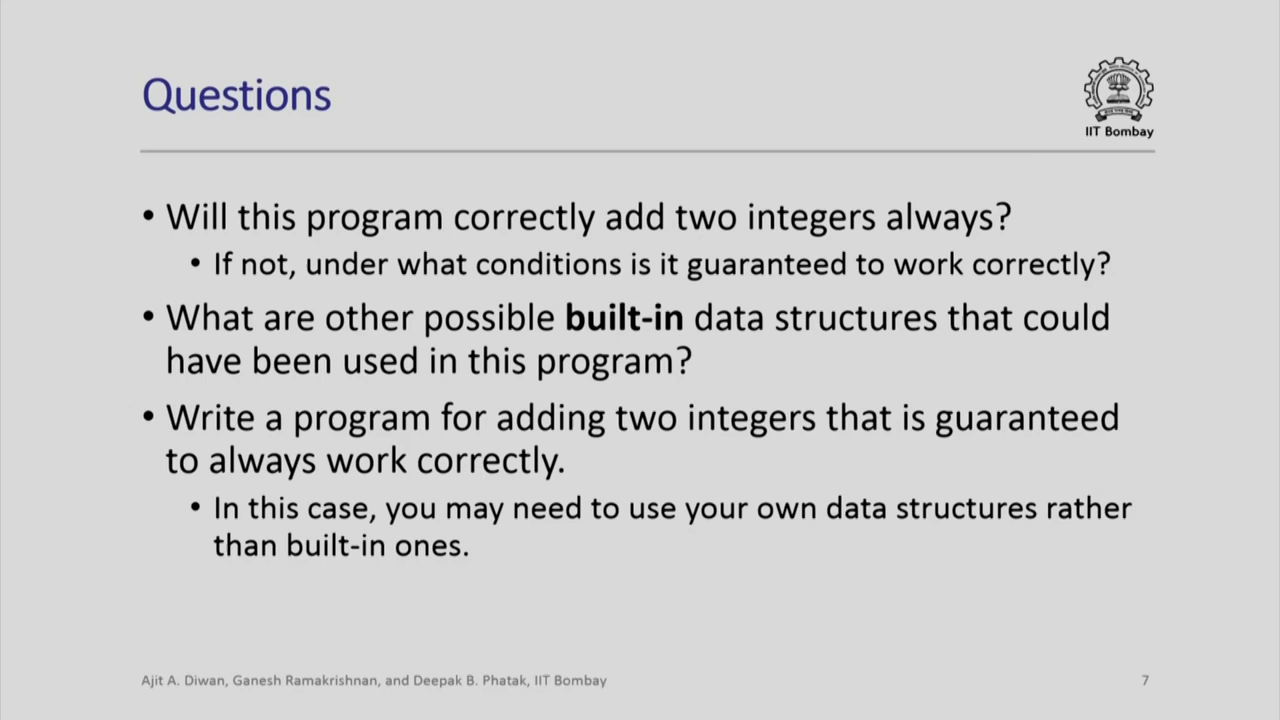 Questions
IIT Bombay
• Will this program correctly add two integers always?
• If not, under what conditions is it guaranteed to work correctly?
• What are other possible built-in data structures that could
have been used in this program?
• Write a program for adding two integers that is guaranteed
to always work correctly.
• In this case, you may need to use your own data structures rather
than built-in ones.
Ajit A. Diwan, Ganesh Ramakrishnan, and Deepak B. Phatak, IIT Bombay
7